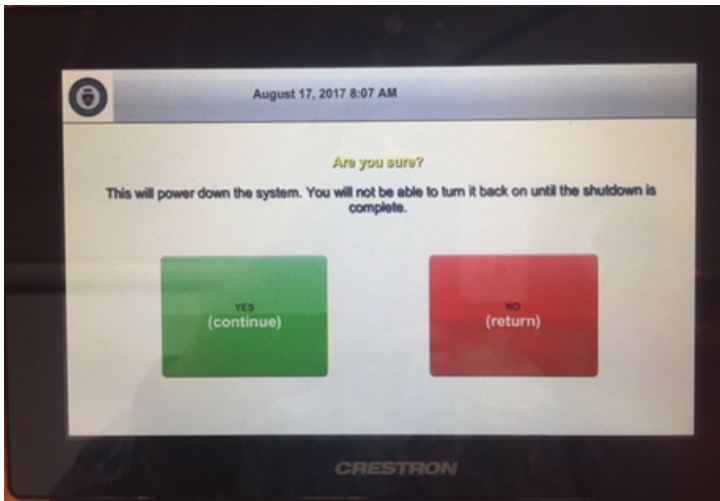 August 17, 2017 8:07 AM
Are you sure?
This will power down the system. You will not be able to turn it back on until the shutdown is
complete.
YES
(continue)
NO
(return)
CRESTRON